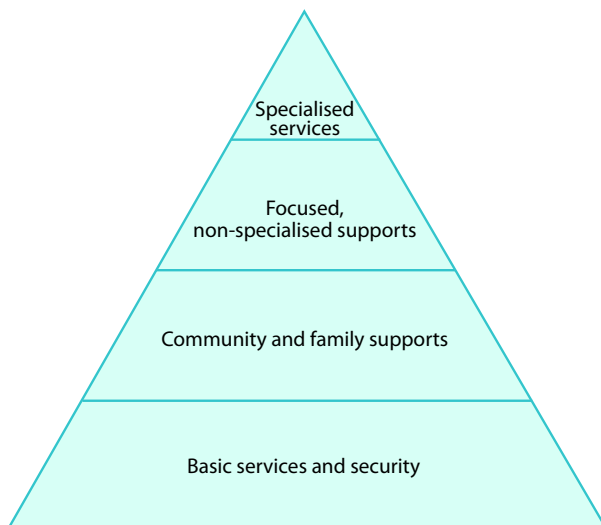 Specialised
services
Focused,
non-specialised supports
Community and family supports
Basic services and security